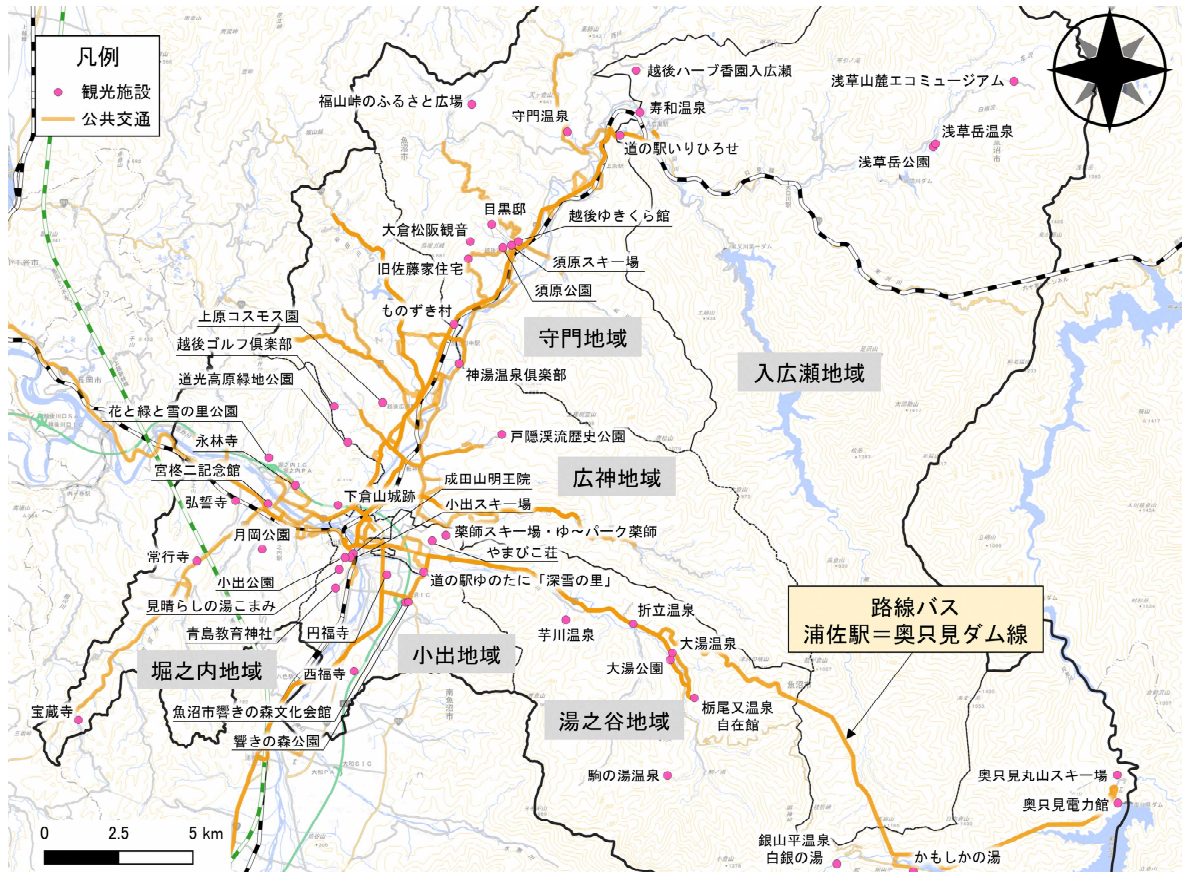 凡例
観光施設
公共交通
越後ハーブ香園入広瀬
浅草山麓エコミュージアム
福山峠のふるさと広場
寿和温泉
守門温泉
浅草岳温泉
道の駅いりひろせ
浅草岳公園
目黒邸
越後ゆきくら館
大倉松阪観音
須原スキー場
旧佐藤家住宅
須原公園
ものずき村
上原コスモス園
守門地域
越後ゴルフ倶楽部
入広瀬地域
神湯温泉倶楽部
道光高原緑地公園
花と緑と雪の里公園
戸隠渓流歴史公園
永林寺
広神地域
宮柊二記念館
成田山明王院
下倉山城跡
小出スキー場
弘誓寺
月岡公園
薬師スキー場・ゆ～パーク薬師
やまびこ荘
常行寺
小出公園
道の駅ゆのたに「深雪の里」
見晴らしの湯こまみ
路線バス
浦佐駅＝奥只見ダム線
折立温泉
青島教育神社
円福寺
芋川温泉
大湯温泉
小出地域
大湯公園
堀之内地域
西福寺
栃尾又温泉
自在館
宝蔵寺
魚沼市響きの森文化会館
湯之谷地域
響きの森公園
駒の湯温泉
奥只見丸山スキー場
奥只見電力館
0 2.5 5 km
銀山平温泉
白銀の湯
かもしかの湯